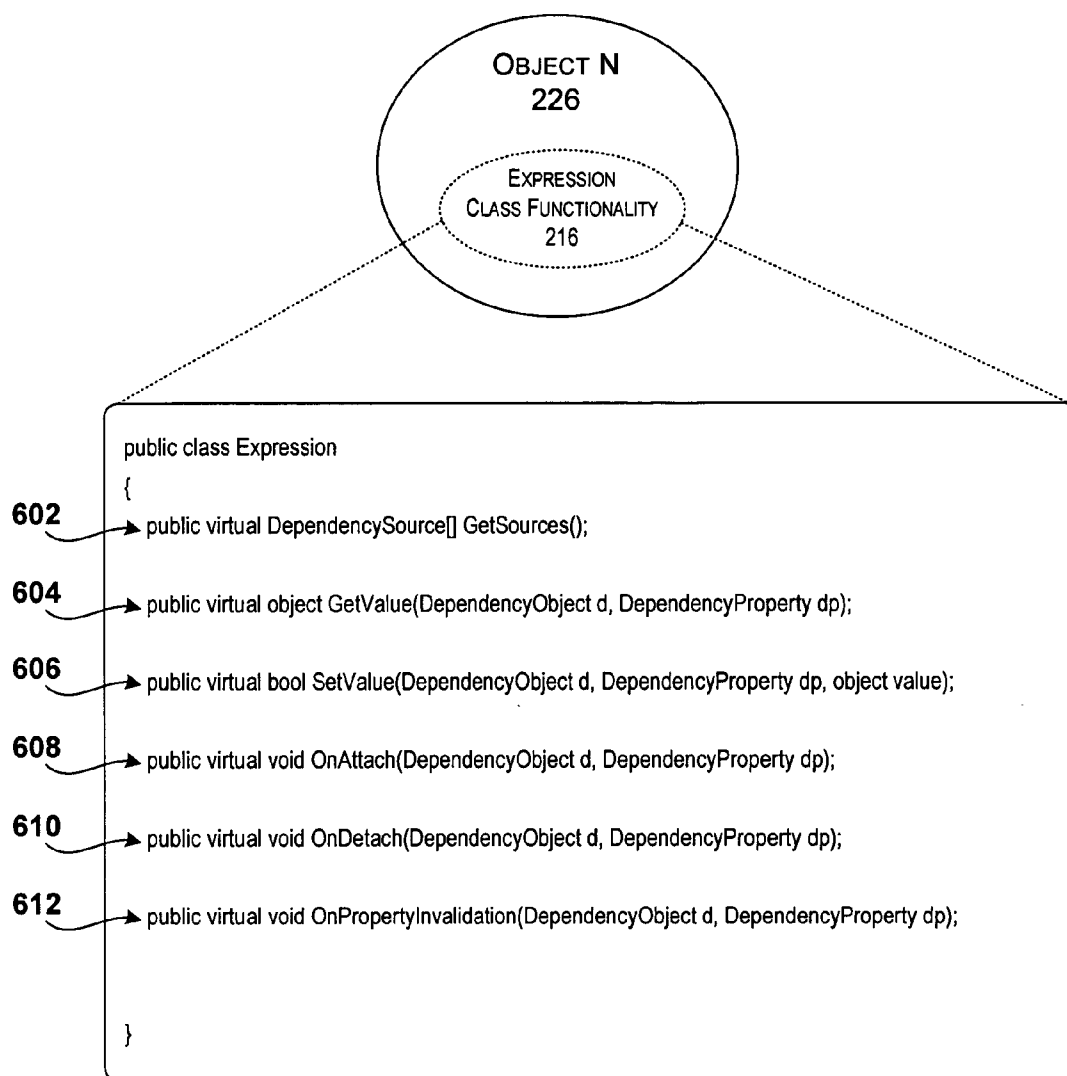 OBJECT N
226
EXPRESSION
CLASS FUNCTIONALITY
216
public class Expression
{
602
public virtual DependencySource[] GetSources();
604
public virtual object GetValue(DependencyObject d, DependencyProperty dp);
606
public virtual bool SetValue(DependencyObject d, DependencyProperty dp, object value);
608
public virtual void OnAttach(DependencyObject d, DependencyProperty dp);
610
public virtual void OnDetach(DependencyObject d, DependencyProperty dp);
612
public virtual void OnPropertyInvalidation(DependencyObject d, DependencyProperty dp);
}